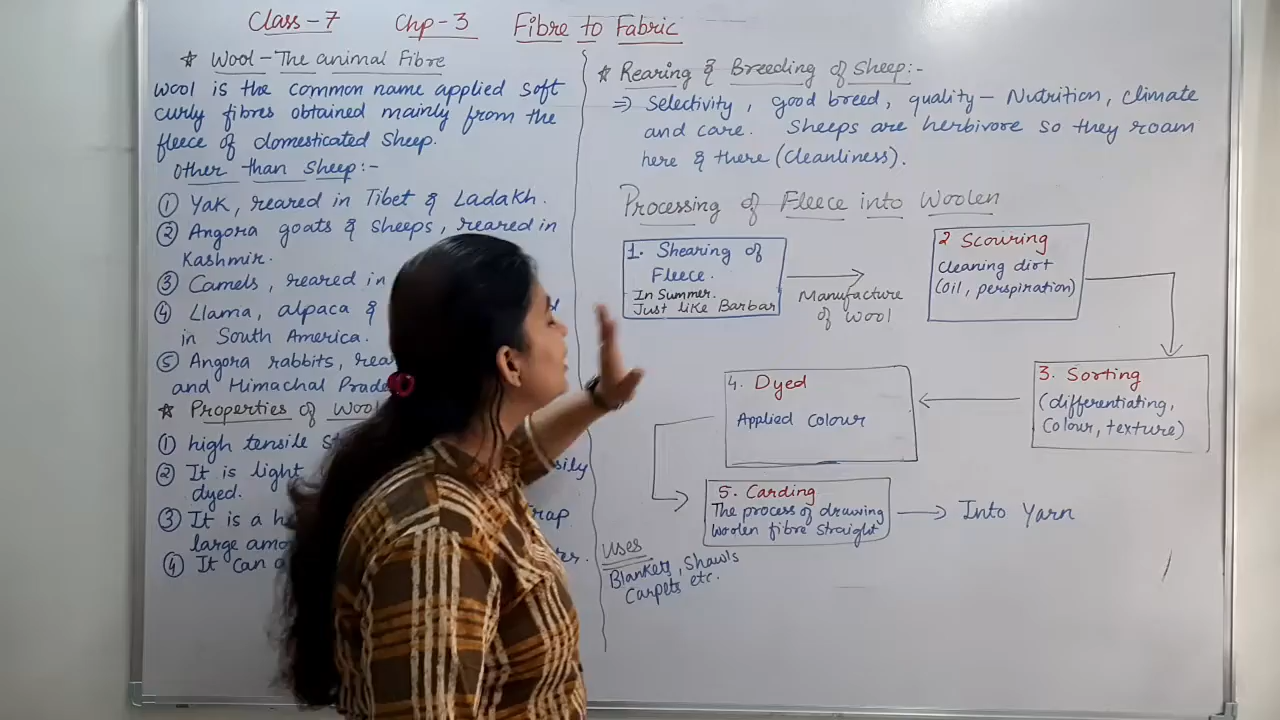 Class-7 Chp-3 Fibre to Fabric
* Wool-The animal Fibre
Wool is the common name applied soft
curly fibres obtained mainly from the
fleece of domesticated Sheep.
Other than Sheep:-
① Yak, reared in Tibet & Ladakh.
② Angora goats & Sheeps, reared in
Kashmir.
③ Camels, reared in
④ Llama, alpaca &
in South America.
⑤ Angora rabbits,
and Himachal
* Properties of
① high tensile
② It is light
dyed.
③ It is a
large
④ It can
* Rearing & Breeding of Sheep:-
⇒ Selectivity, good breed, quality- Nutrition, climate
and care. Sheeps are herbivore so they roam
here & there (Cleanliness).
Processing of Fleece into Woolen
1. Shearing of
Fleece.
In Summer.
Just like Barbar
Manufacture
of wool
2 Scouring
Cleaning dirt
(oil, perspiration)
3. Sorting
(differentiating,
Colour, texture)
4. Dyed
Applied Colour
5. Carding
The process of drawing
woolen fibre straight
Into Yarn
Uses
Blankets, Shawls
Carpets etc.